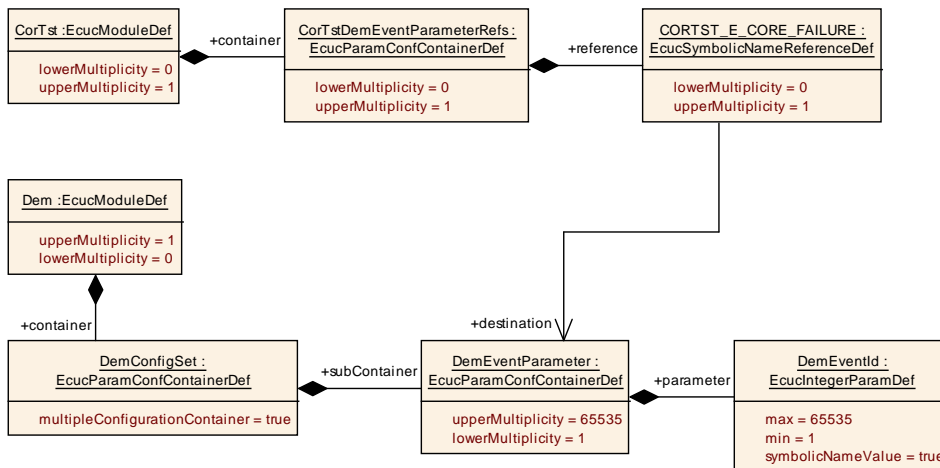 CorTst :EcucModuleDef
lowerMultiplicity = 0
upperMultiplicity = 1
+container
CorTstDemEventParameterRefs :
EcucParamConfContainerDef
lowerMultiplicity = 0
upperMultiplicity = 1
+reference
CORTST_E_CORE_FAILURE :
EcucSymbolicNameReferenceDef
lowerMultiplicity = 0
upperMultiplicity = 1
Dem :EcucModuleDef
upperMultiplicity = 1
lowerMultiplicity = 0
+container
+destination
DemConfigSet :
EcucParamConfContainerDef
multipleConfigurationContainer = true
+subContainer
DemEventParameter :
EcucParamConfContainerDef
upperMultiplicity = 65535
lowerMultiplicity = 1
+parameter
DemEventId :
EcucIntegerParamDef
max = 65535
min = 1
symbolicNameValue = true